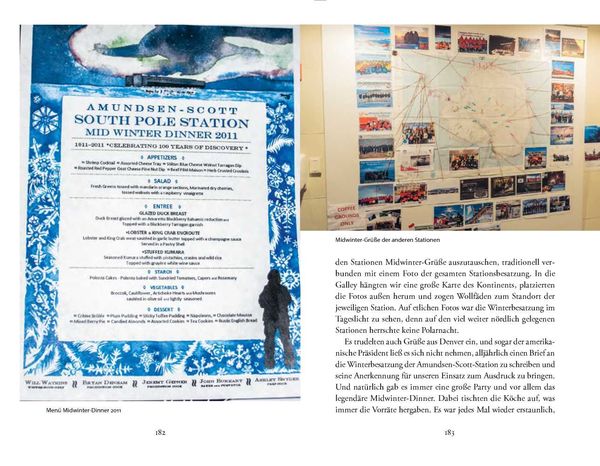 AMUNDSEN-SCOTT
SOUTH POLE STATION
MID WINTER DINNER 2011
1911-2011 *CELEBRATING 100 YEARS OF DISCOVERY*
APPETIZERS
Shrimp Cocktail Assorted Cheese Tray Stilton Blue Cheese Walnut Tarragon Dip
Roasted Red Pepper Goat Cheese Pine Nut Dip Beef Filet Maison Herb Crusted Crostinis
SALAD
Fresh Greens tossed with mandarin orange sections, Marinated dry cherries,
toasted walnuts with a raspberry vinaigrette
ENTREE
GLAZED DUCK BREAST
Duck Breast glazed with an Amaretto Blackberry Balsamic reduction and
Topped with a Blackberry Tarragon garnish
LOBSTER & KING CRAB ENCROUTE
Lobster and King Crab meat sautéed in garlic butter topped with a champagne sauce
Served in a Pastry Shell
STUFFED KUMARA
Seasoned Kumara stuffed with pistachios, craisins and wild rice
Topped with gruyère white wine sauce
STARCH
Polenta Cakes - Polenta baked with Sundried Tomatoes, Capers and Rosemary
VEGETABLES
Broccoli, Cauliflower, Artichoke Hearts and Mushrooms
sautéed in olive oil and lightly seasoned
DESSERT
Crème Brûlée Plum Pudding Sticky Toffee Pudding Napoleons, Chocolate Mousse
Mixed Berry Pie Candied Almonds Assorted Cookies Tea Cookies Rustic English Bread
WILL WATKINS BRYAN DENHAM JEREMY JOHN BURKHART ASHLEY SNYDER
Menü Midwinter-Dinner 2011
182
COFFEE
GROUNDS
ONLY
Midwinter-Grüße der anderen Stationen
den Stationen Midwinter-Grüße auszutauschen, traditionell ver-
bunden mit einem Foto der gesamten Stationsbesatzung. In die
Galley hängten wir eine große Karte des Kontinents, platzierten
die Fotos außen herum und zogen Wollfäden zum Standort der
jeweiligen Station. Auf etlichen Fotos war die Winterbesatzung im
Tageslicht zu sehen, denn auf den viel weiter nördlich gelegenen
Stationen herrschte keine Polarnacht.
Es trudelten auch Grüße aus Denver ein, und sogar der amerika-
nische Präsident ließ es sich nicht nehmen, alljährlich einen Brief an
die Winterbesatzung der Amundsen-Scott-Station zu schreiben und
seine Anerkennung für unseren Einsatz zum Ausdruck zu bringen.
Und natürlich gab es immer eine große Party und vor allem das
legendäre Midwinter-Dinner. Dabei tischten die Köche auf, was
immer die Vorräte hergaben. Es war jedes Mal wieder erstaunlich,
183